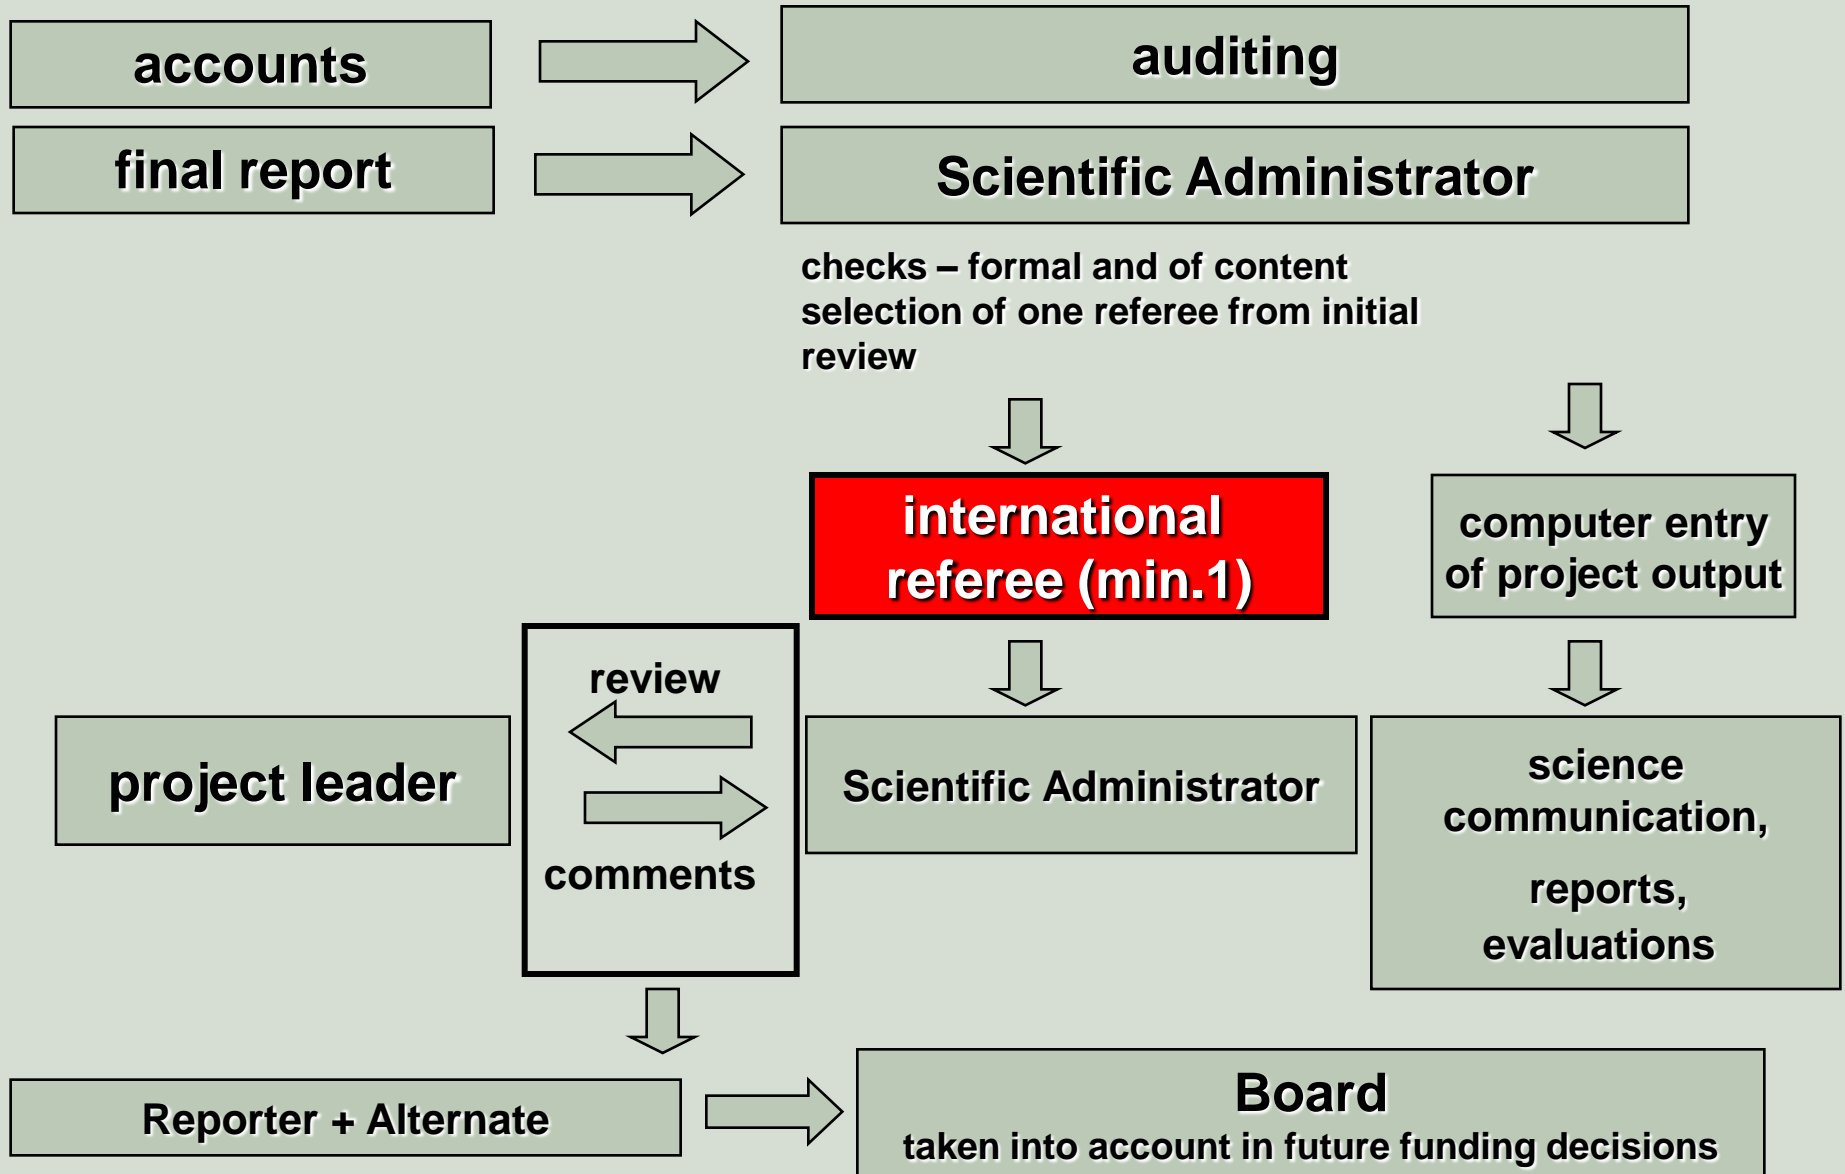 accounts
auditing
final report
Scientific Administrator
checks – formal and of content
selection of one referee from initial
review
international
referee (min.1)
computer entry
of project output
review
project leader
Scientific Administrator
comments
science
communication,
reports,
evaluations
Reporter + Alternate
Board
taken into account in future funding decisions